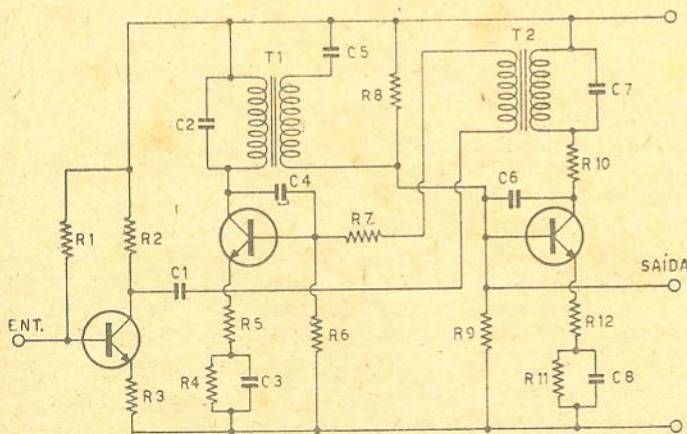 T1
C5
T2
R8
C7
C2
R10
C4
C6
R1
R2
R7
C1
SAÍDA
ENT.
R5
R6
R9
R12
R3
R4
C3
R11
C8